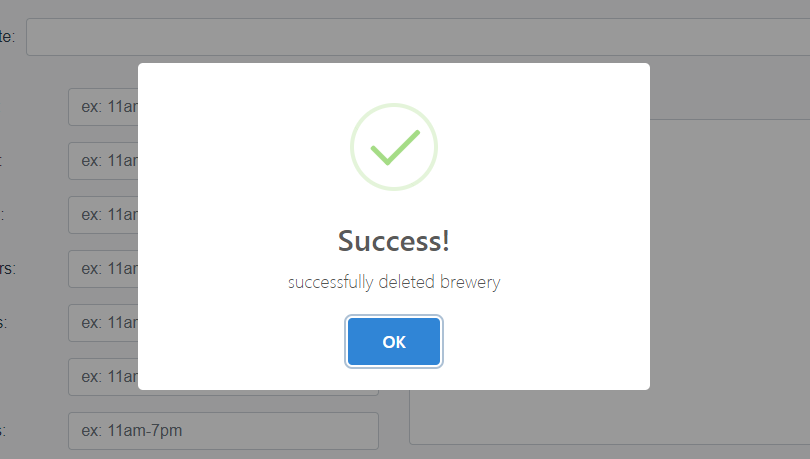 te:
ex: 11am
ex: 11am
:
ex: 11am
:
ex: 11am
rs:
ex: 11am
s:
ex: 11am
ex: 11am-7pm
s:
Success!
successfully deleted brewery
OK